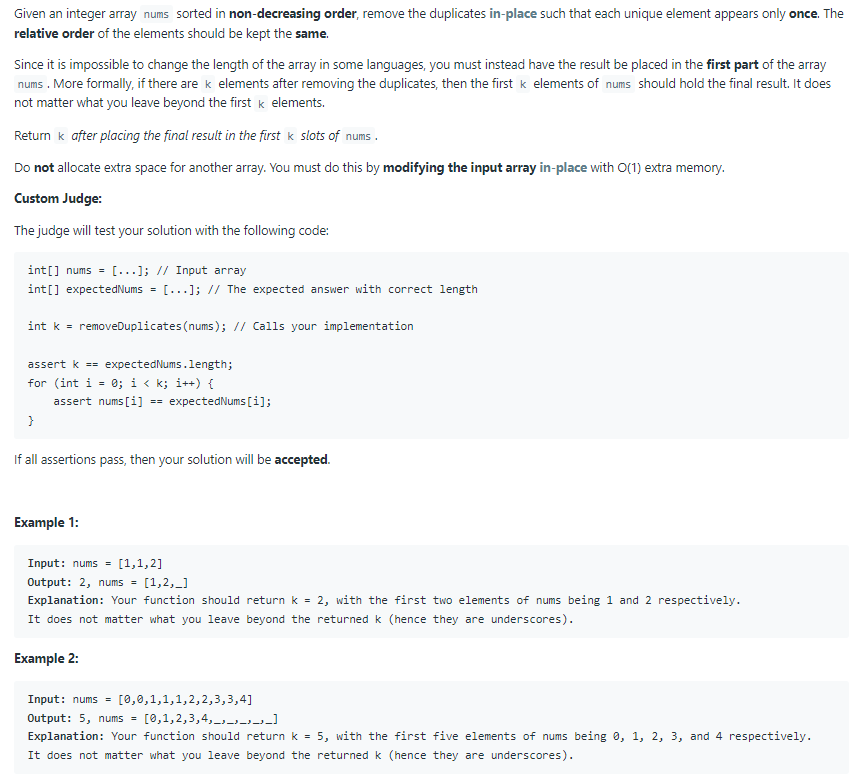 Given an integer array nums sorted in non-decreasing order, remove the duplicates in-place such that each unique element appears only once. The
relative order of the elements should be kept the same.
Since it is impossible to change the length of the array in some languages, you must instead have the result be placed in the first part of the array
nums . More formally, if there are k elements after removing the duplicates, then the first k elements of nums should hold the final result. It does
not matter what you leave beyond the first k elements.
Return k after placing the final result in the first k slots of nums .
Do not allocate extra space for another array. You must do this by modifying the input array in-place with O(1) extra memory.
Custom Judge:
The judge will test your solution with the following code:
int[] nums = [...]; // Input array
int[] expectedNums = [...]; // The expected answer with correct length
int k = removeDuplicates(nums); // Calls your implementation
assert k == expectedNums.length;
for (int i = 0; i < k; i++) {
    assert nums[i] == expectedNums[i];
}
If all assertions pass, then your solution will be accepted.
Example 1:
Input: nums = [1,1,2]
Output: 2, nums = [1,2,_]
Explanation: Your function should return k = 2, with the first two elements of nums being 1 and 2 respectively.
It does not matter what you leave beyond the returned k (hence they are underscores).
Example 2:
Input: nums = [0,0,1,1,1,2,2,3,3,4]
Output: 5, nums = [0,1,2,3,4,_,_,_,_,_]
Explanation: Your function should return k = 5, with the first five elements of nums being 0, 1, 2, 3, and 4 respectively.
It does not matter what you leave beyond the returned k (hence they are underscores).